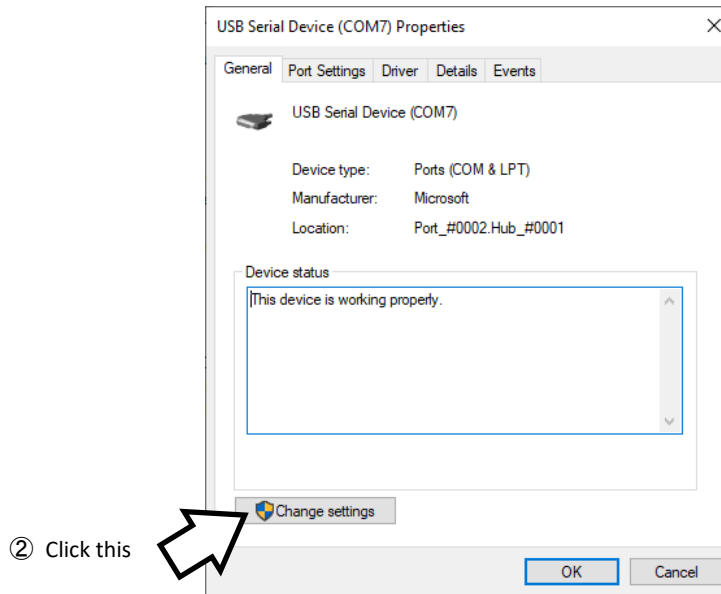 USB Serial Device (COM7) Properties
General Port Settings Driver Details Events
USB Serial Device (COM7)
Device type: Ports (COM & LPT)
Manufacturer: Microsoft
Location: Port_#0002.Hub_#0001
Device status
This device is working properly.
Change settings
② Click this
OK Cancel